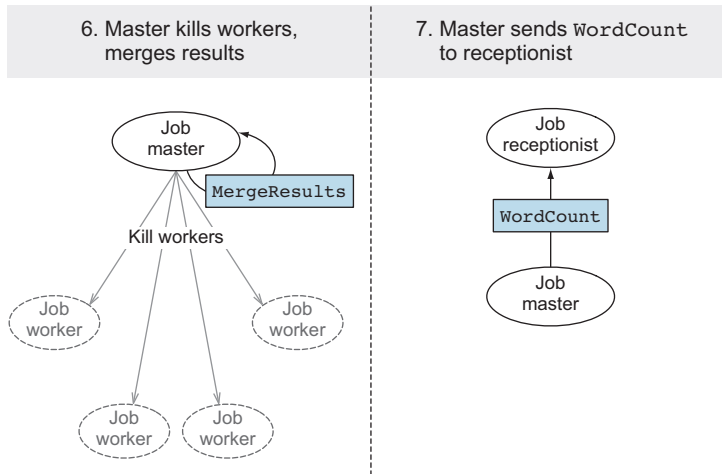 6. Master kills workers,
merges results
7. Master sends WordCount
to receptionist
Job
master
MergeResults
Kill workers
Job
worker
Job
worker
Job
worker
Job
worker
Job
receptionist
WordCount
Job
master